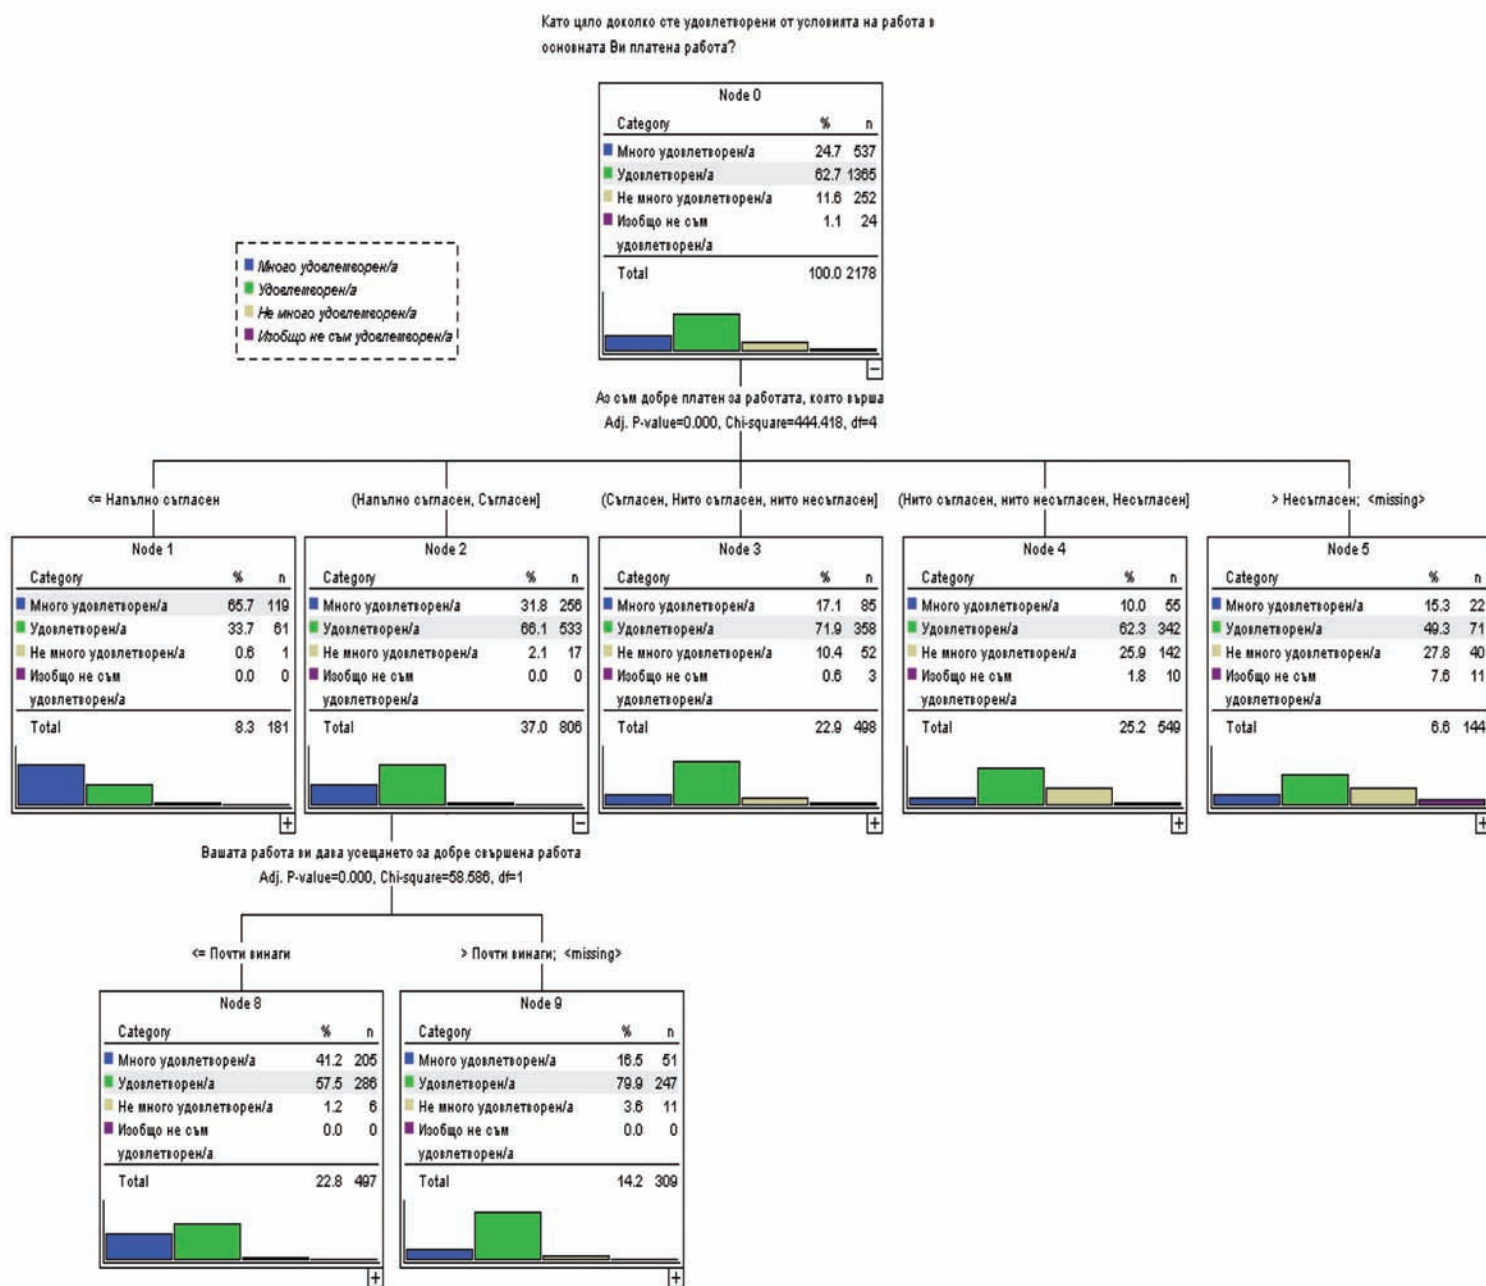 Като цяло доколко сте удовлетворени от условията на работа в
основната Ви платена работа?
Node 0
Category % n
Много удовлетворен/а 24.7 537
Удовлетворен/а 62.7 1365
Не много удовлетворен/а 11.6 252
Изобщо не съм 1.1 24
удовлетворен/а
Total 100.0 2178
Много удовлетворен/а
Удовлетворен/а
Не много удовлетворен/а
Изобщо не съм удовлетворен/а
Аз съм добре платен за работата, която върша
Adj. P-value=0.000, Chi-square=444.418, df=4
<= Напълно съгласен
(Напълно съгласен, Съгласен]
(Съгласен, Нито съгласен, нито несъгласен]
(Нито съгласен, нито несъгласен, Несъгласен]
> Несъгласен; <missing>
Node 1
Category % n
Много удовлетворен/а 65.7 119
Удовлетворен/а 33.7 61
Не много удовлетворен/а 0.6 1
Изобщо не съм 0.0 0
удовлетворен/а
Total 8.3 181
Node 2
Category % n
Много удовлетворен/а 31.8 256
Удовлетворен/а 66.1 533
Не много удовлетворен/а 2.1 17
Изобщо не съм 0.0 0
удовлетворен/а
Total 37.0 806
Node 3
Category % n
Много удовлетворен/а 17.1 85
Удовлетворен/а 71.9 358
Не много удовлетворен/а 10.4 52
Изобщо не съм 0.6 3
удовлетворен/а
Total 22.9 498
Node 4
Category % n
Много удовлетворен/а 10.0 55
Удовлетворен/а 62.3 342
Не много удовлетворен/а 25.9 142
Изобщо не съм 1.8 10
удовлетворен/а
Total 25.2 549
Node 5
Category % n
Много удовлетворен/а 15.3 22
Удовлетворен/а 49.3 71
Не много удовлетворен/а 27.8 40
Изобщо не съм 7.6 11
удовлетворен/а
Total 6.6 144
Вашата работа ви дава усещането за добре свършена работа
Adj. P-value=0.000, Chi-square=58.586, df=1
<= Почти винаги
> Почти винаги; <missing>
Node 8
Category % n
Много удовлетворен/а 41.2 205
Удовлетворен/а 57.5 286
Не много удовлетворен/а 1.2 6
Изобщо не съм 0.0 0
удовлетворен/а
Total 22.8 497
Node 9
Category % n
Много удовлетворен/а 16.5 51
Удовлетворен/а 79.9 247
Не много удовлетворен/а 3.6 11
Изобщо не съм 0.0 0
удовлетворен/а
Total 14.2 309